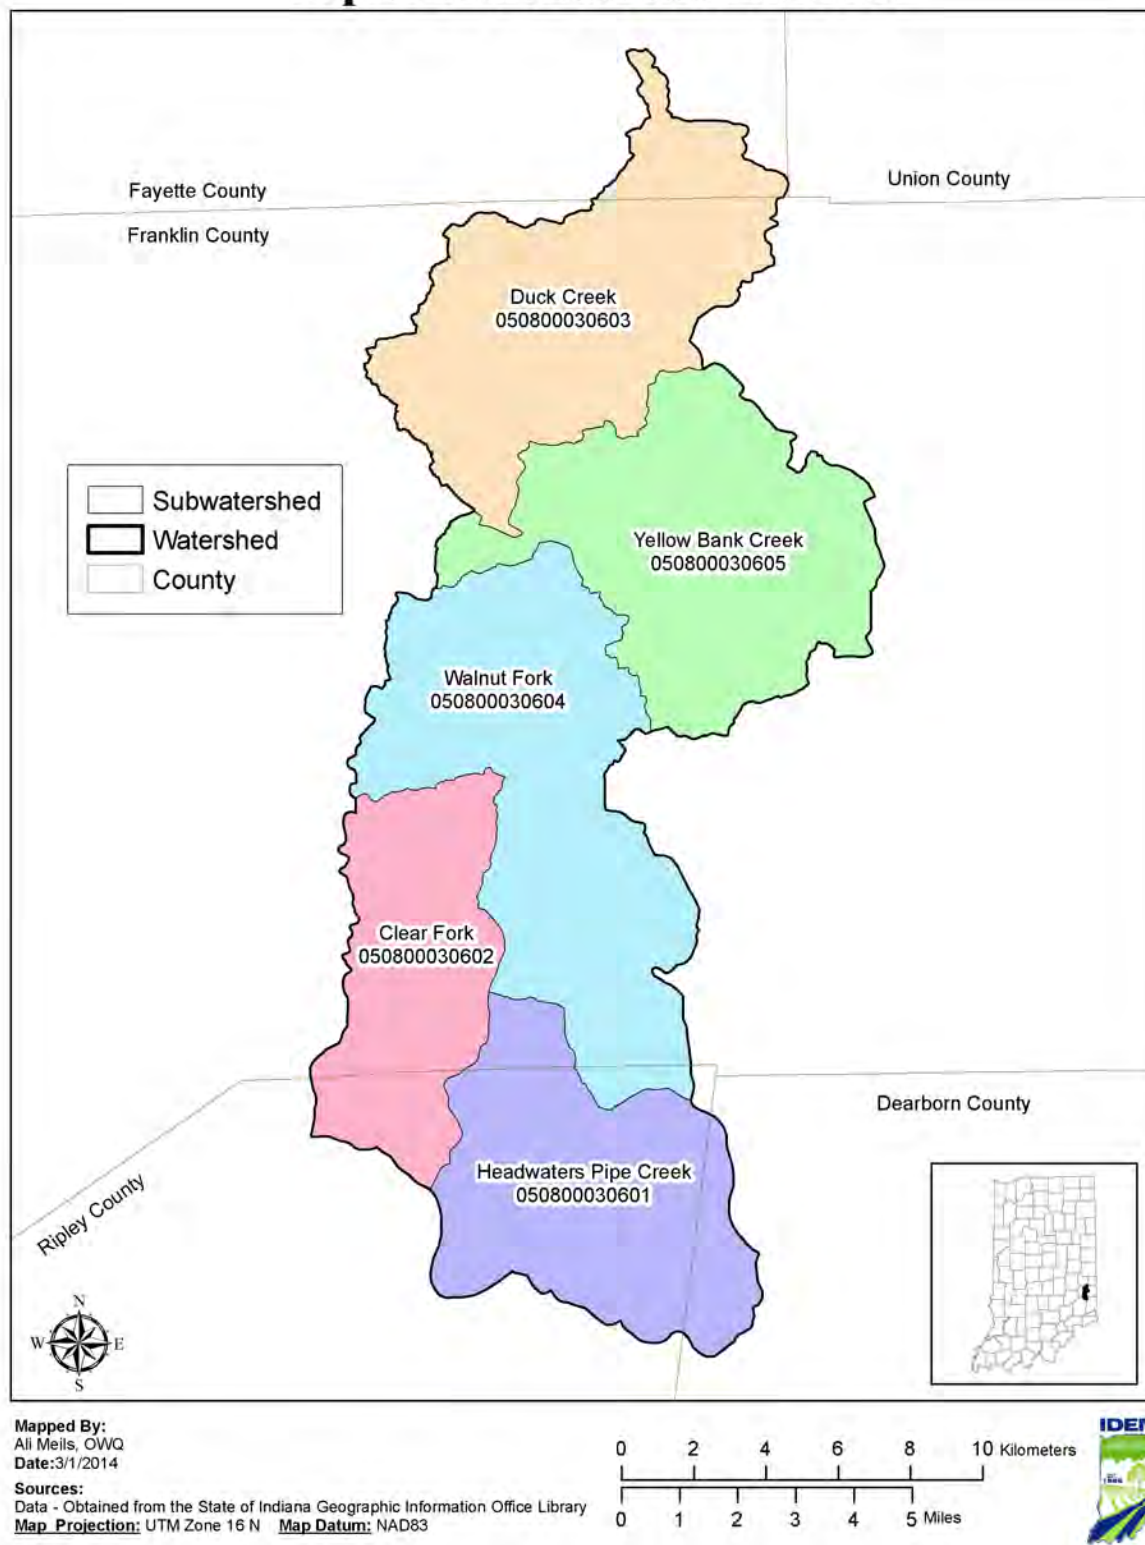 Fayette County
Union County
Franklin County
Duck Creek
050800030603
Subwatershed
Watershed
County
Yellow Bank Creek
050800030605
Walnut Fork
050800030604
Clear Fork
050800030602
Dearborn County
Headwaters Pipe Creek
050800030601
Ripley County
N
W E
S
Mapped By:
Ali Meils, OWQ
Date:3/1/2014
Sources:
Data - Obtained from the State of Indiana Geographic Information Office Library
Map Projection: UTM Zone 16 N Map Datum: NAD83
0 2 4 6 8 10 Kilometers
0 1 2 3 4 5 Miles
IDEM